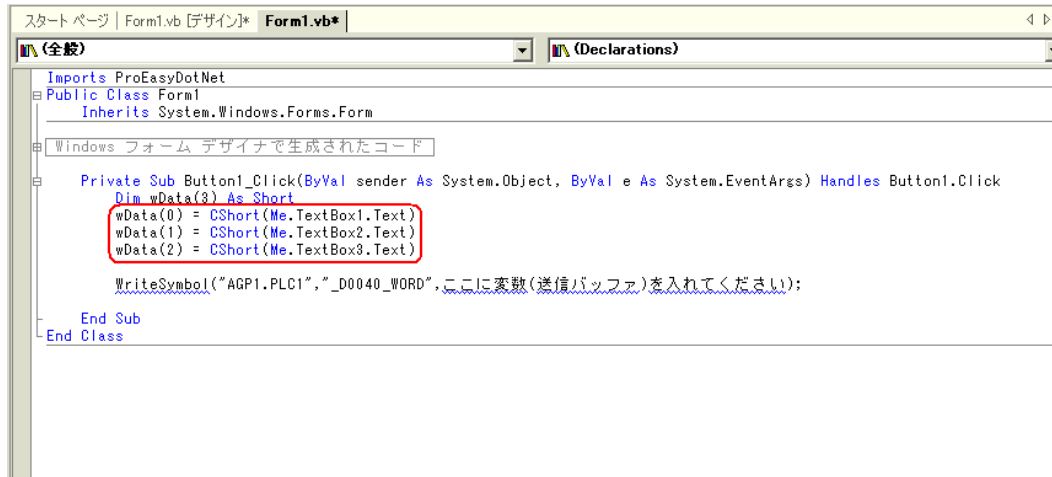 スタート ページ | Form1.vb [デザイン]* Form1.vb*
(全般) (Declarations)
Imports ProEasyDotNet
Public Class Form1
Inherits System.Windows.Forms.Form
Windows フォーム デザイナで生成されたコード
Private Sub Button1_Click(ByVal sender As System.Object, ByVal e As System.EventArgs) Handles Button1.Click
Dim wData(3) As Short
wData(0) = CShort(Me.TextBox1.Text)
wData(1) = CShort(Me.TextBox2.Text)
wData(2) = CShort(Me.TextBox3.Text)
WriteSymbol("AGP1.PLC1","_D0040_WORD",ここに変数(送信バッファ)を入れてください);
End Sub
End Class